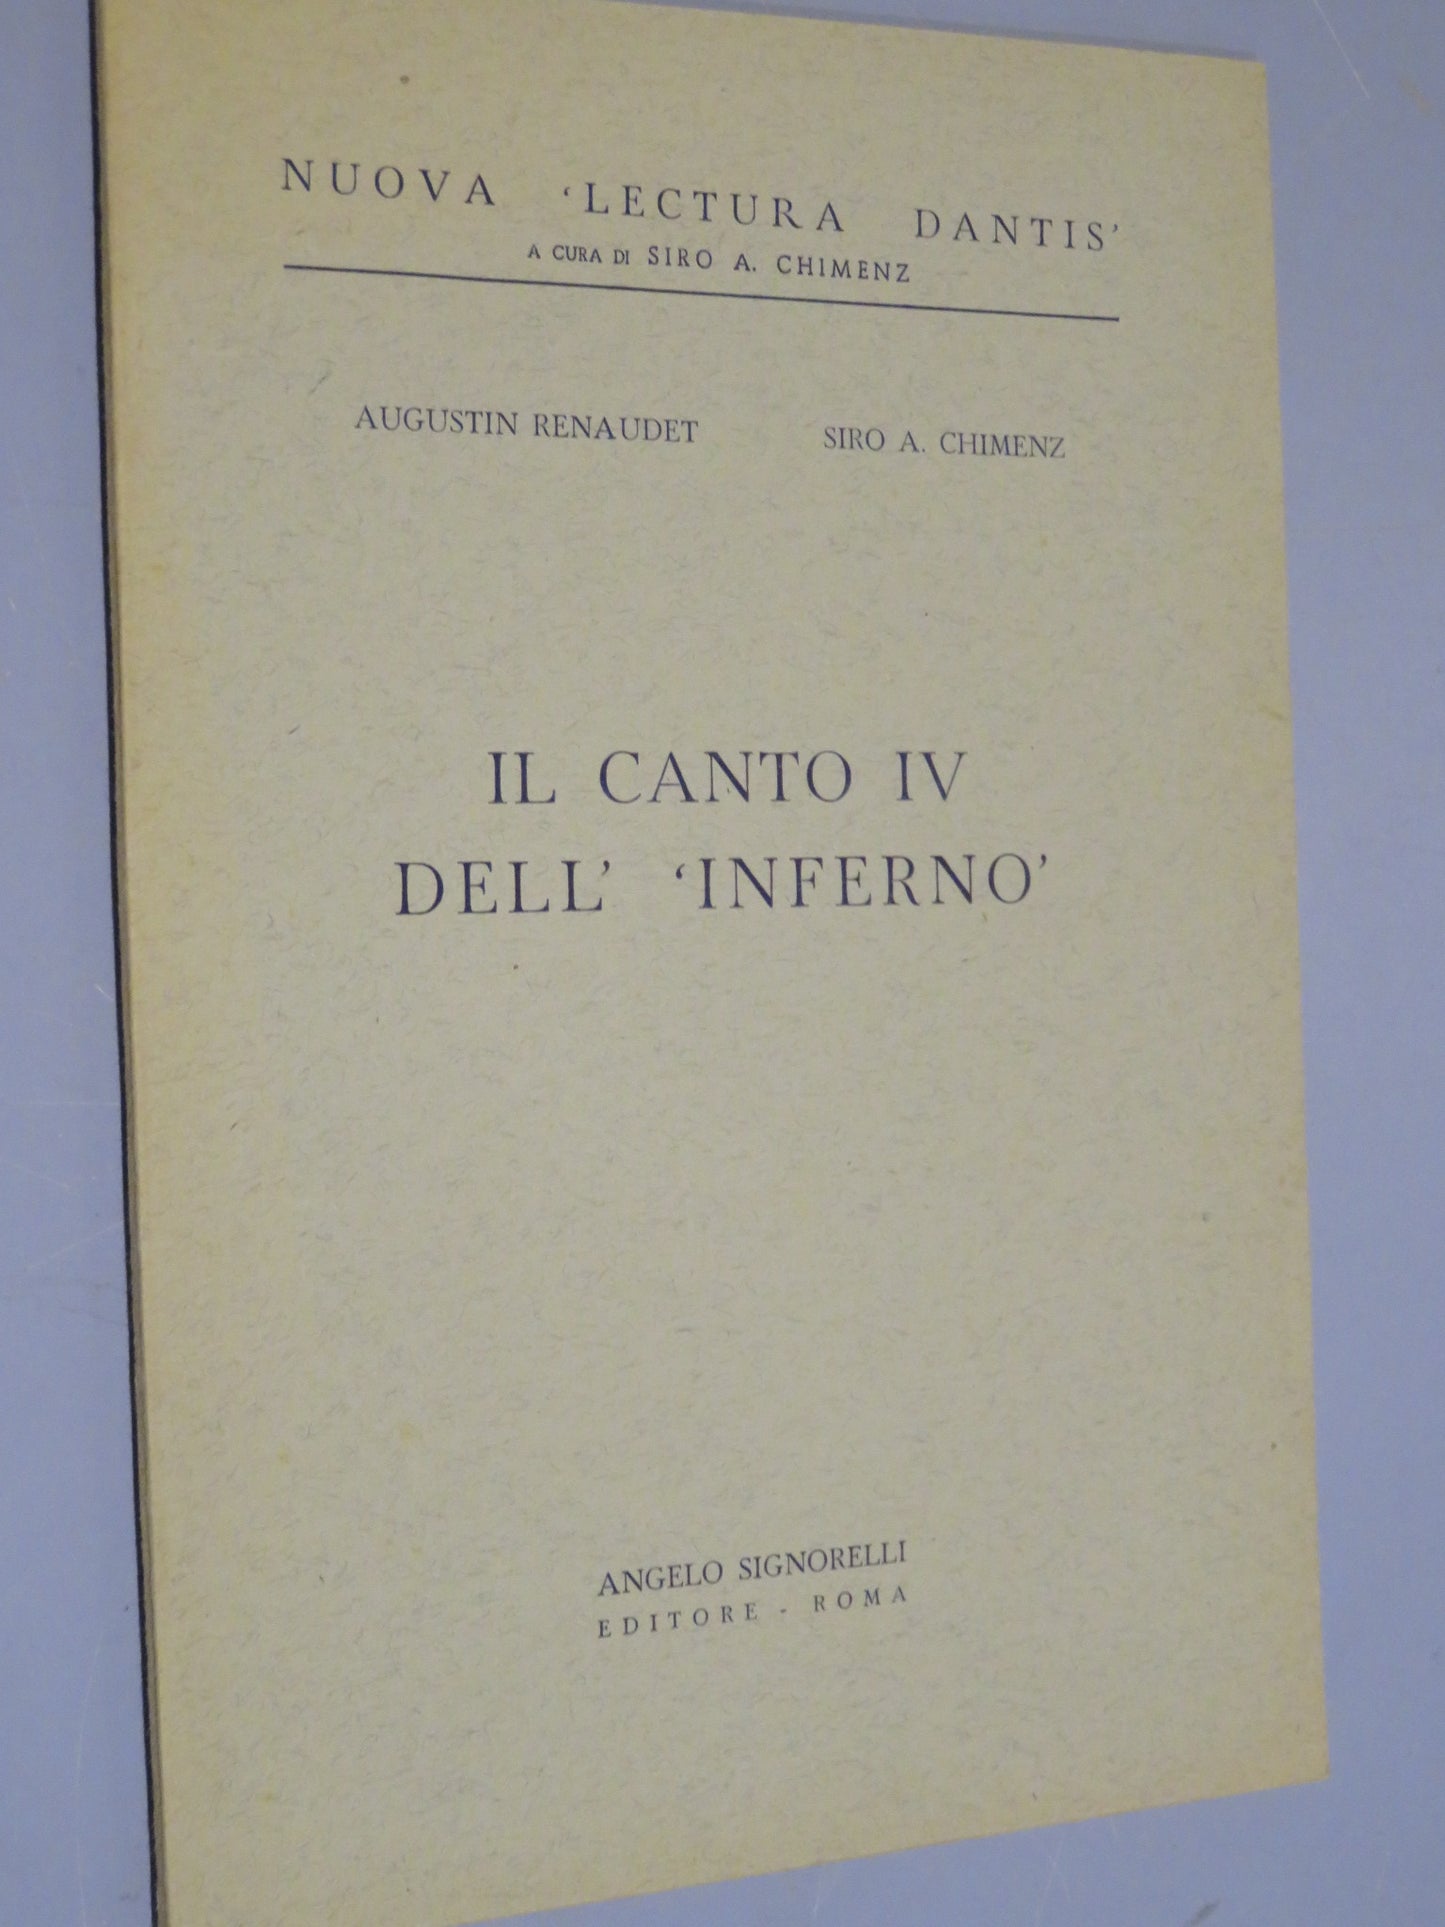 NUOVA ‘LECTURA DANTIS’
A CURA DI SIRO A. CHIMENZ
AUGUSTIN RENAUDET SIRO A. CHIMENZ
IL CANTO IV
DELL’ ‘INFERNO’
ANGELO SIGNORELLI
EDITORE - ROMA